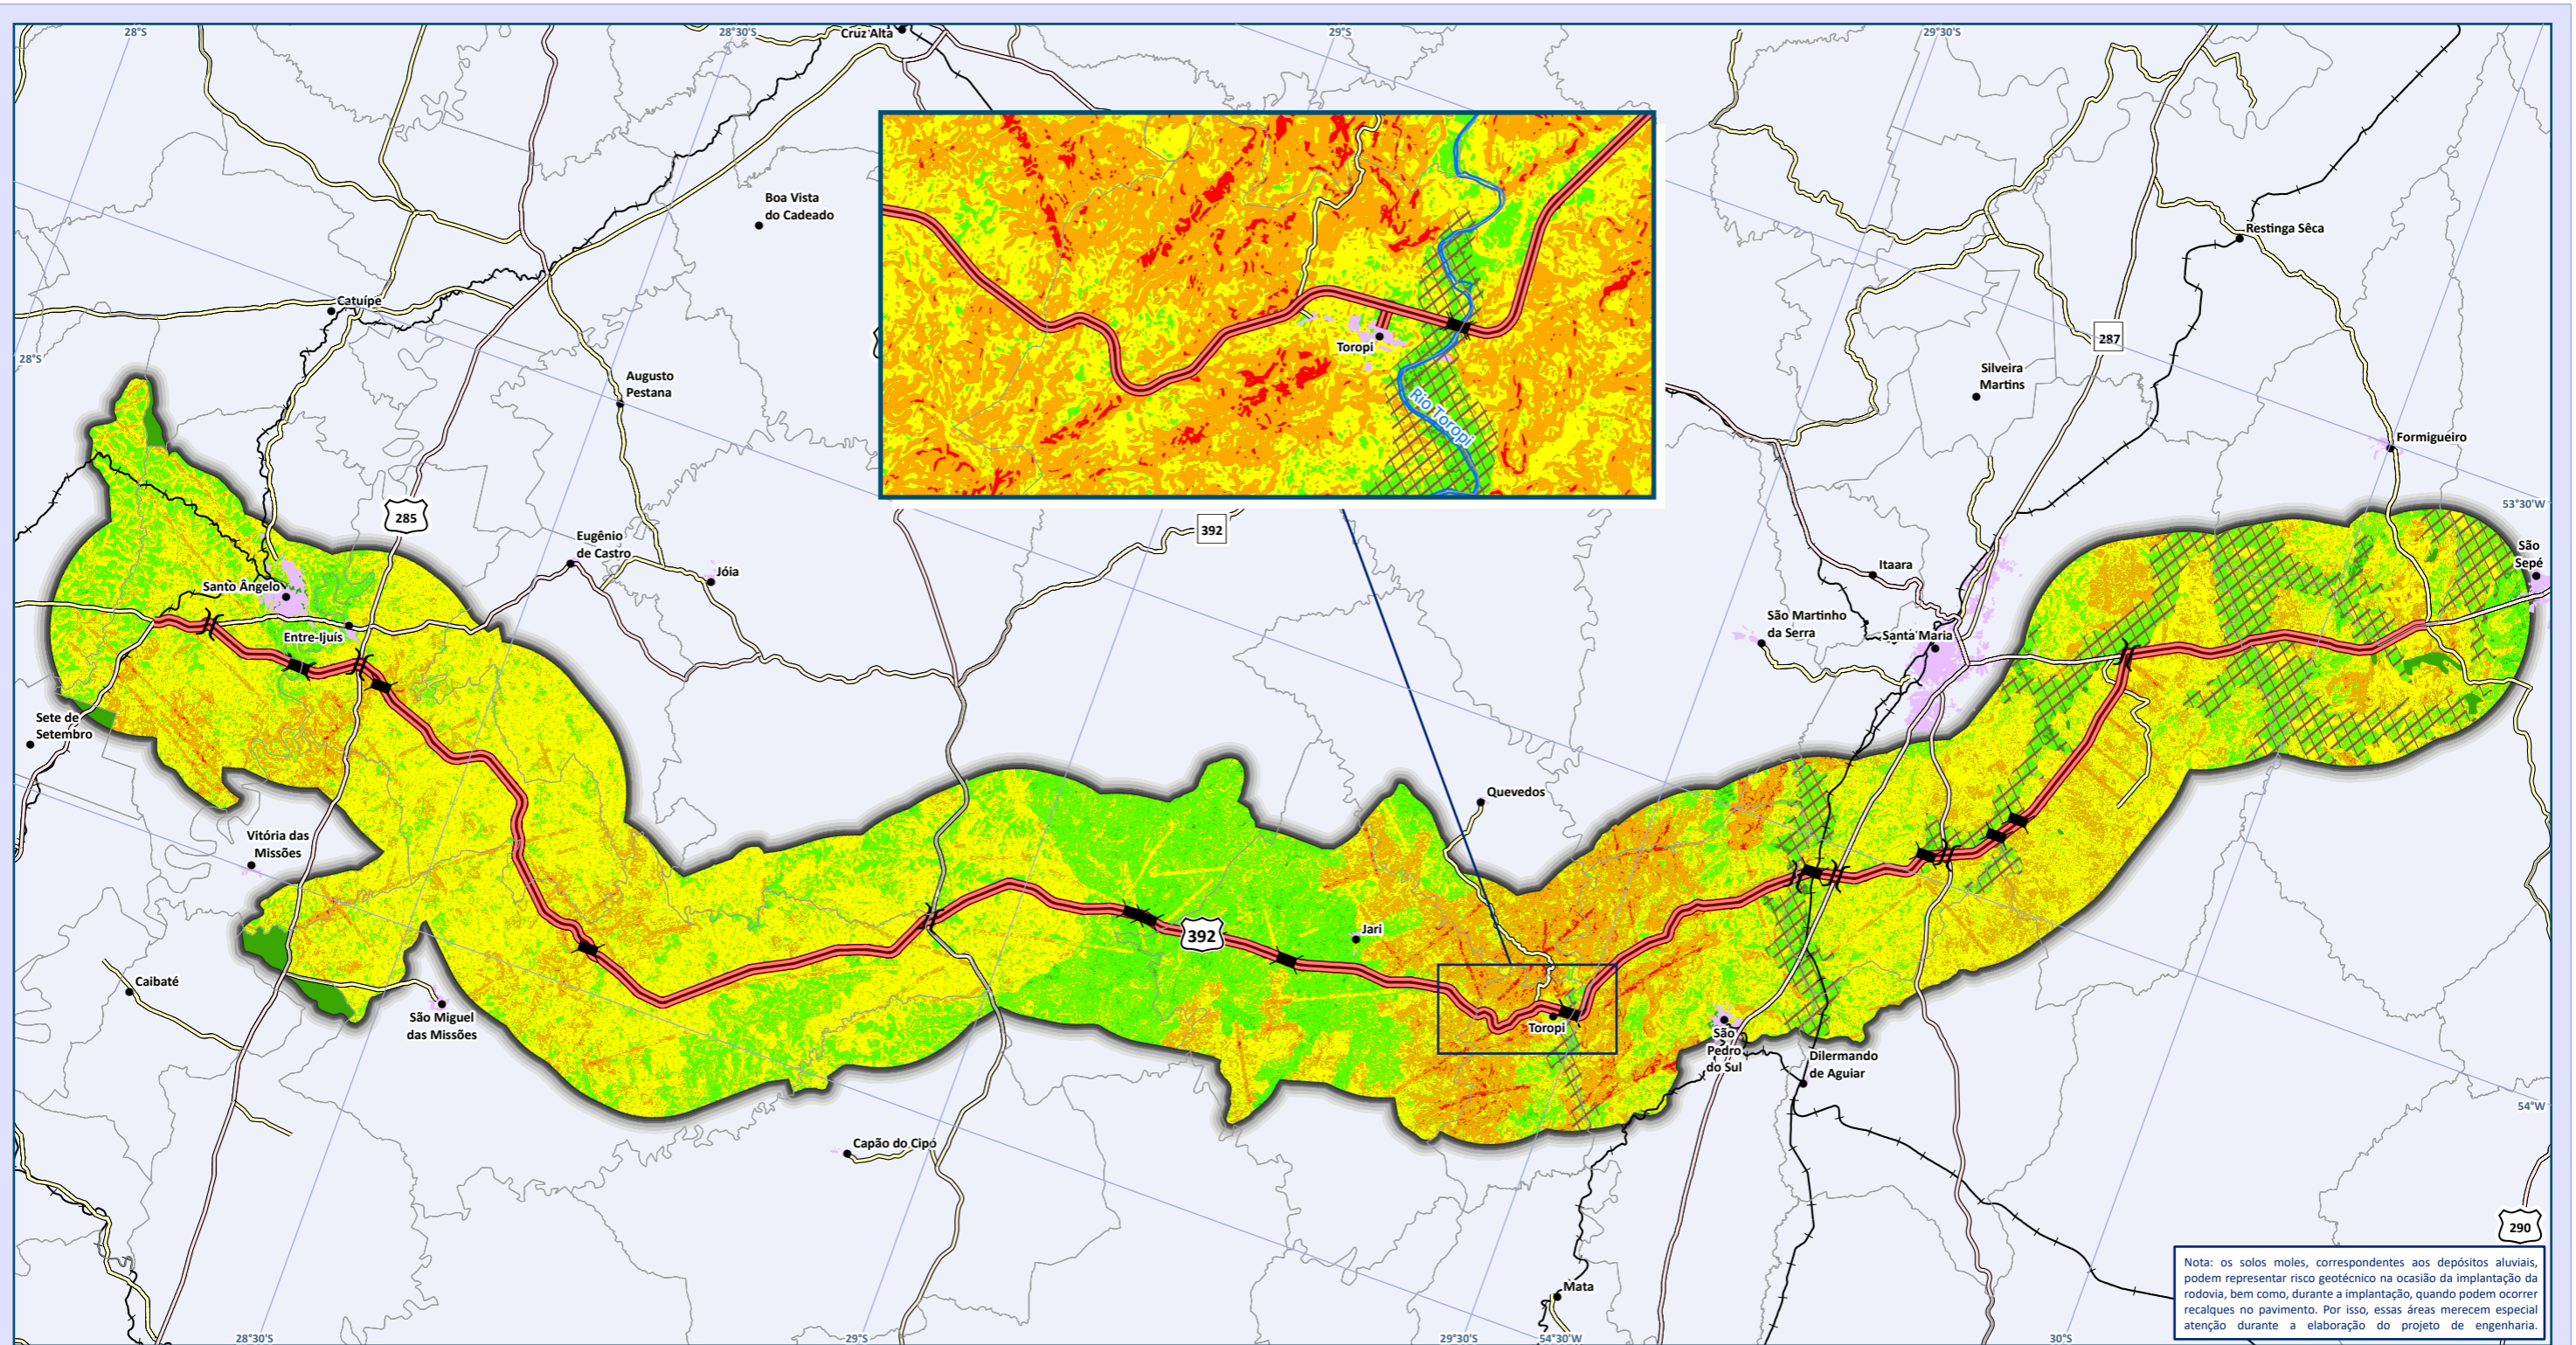 28°S
28°30'S
29°S
29°30'S
Cruz Alta
Boa Vista
do Cadeado
Restinga Sêca
Catuípe
287
28°S
Toropi
Silveira
Martins
Augusto
Pestana
Rio Toropi
Formigueiro
53°30'W
285
392
Eugênio
de Castro
São
Sepé
Jóia
Itaara
Santo Ângelo
São Martinho
da Serra
Entre-Ijuís
Santa Maria
Sete de
Setembro
Quevedos
Vitória das
Missões
392
Jari
Caibaté
São Miguel
das Missões
Toropi
São
Pedro
do Sul
Dilermando
de Aguiar
54°W
Capão do Cipó
290
Mata
Nota: os solos moles, correspondentes aos depósitos aluviais,
podem representar risco geotécnico na ocasião da implantação da
rodovia, bem como, durante a implantação, quando podem ocorrer
recalques no pavimento. Por isso, essas áreas merecem especial
atenção durante a elaboração do projeto de engenharia.
28°30'S
29°S
29°30'S
54°30'W
30°S